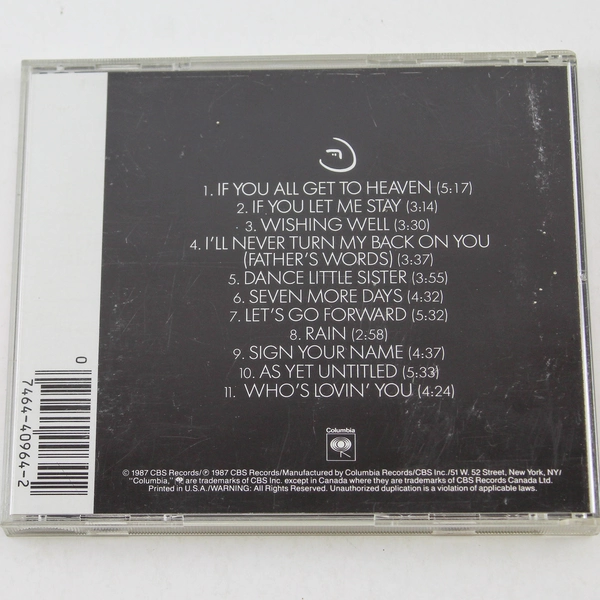 1. IF YOU ALL GET TO HEAVEN (5:17)
2. IF YOU LET ME STAY (3:14)
3. WISHING WELL (3:30)
4. I'LL NEVER TURN MY BACK ON YOU
(FATHER'S WORDS) (3:37)
5. DANCE LITTLE SISTER (3:55)
6. SEVEN MORE DAYS (4:32)
7. LET'S GO FORWARD (5:32)
8. RAIN (2:58)
9. SIGN YOUR NAME (4:37)
10. AS YET UNTITLED (5:33)
11. WHO'S LOVIN' YOU (4:24)
Columbia
© 1987 CBS Records/℗ 1987 CBS Records/Manufactured by Columbia Records/CBS Inc./51 W. 52 Street, New York, NY/
"Columbia," are trademarks of CBS Inc. except in Canada where they are trademarks of CBS Records Canada Ltd.
Printed in U.S.A./WARNING: All Rights Reserved. Unauthorized duplication is a violation of applicable laws.
0
7464-40964-2